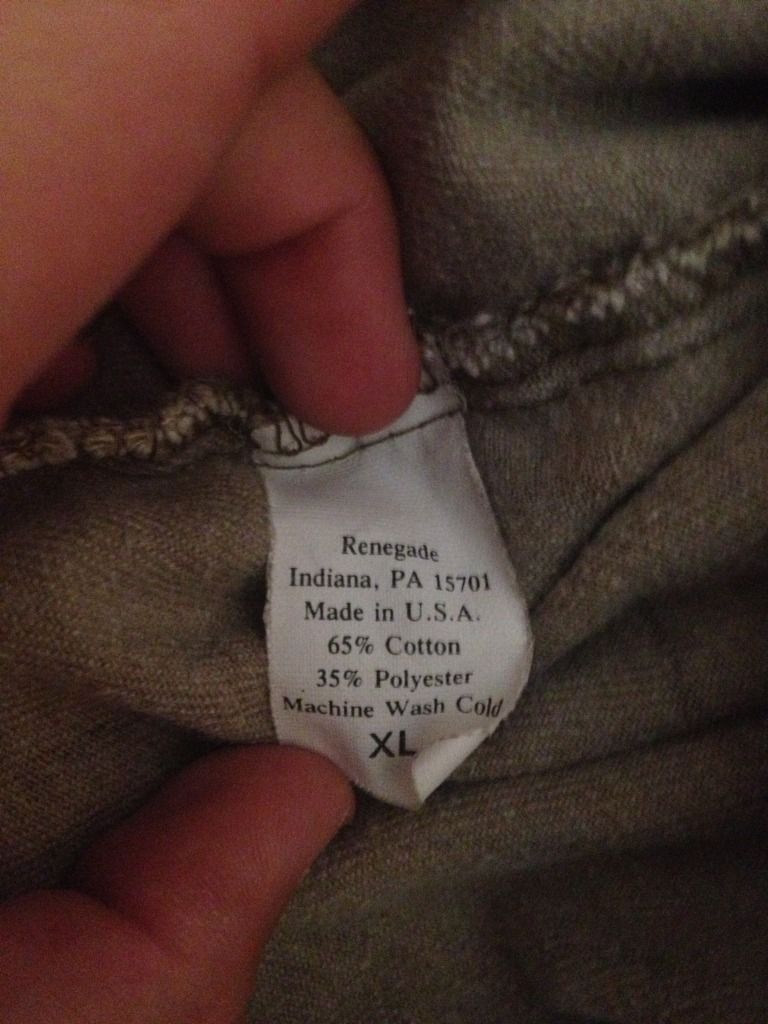 Renegade
Indiana, PA 15701
Made in U.S.A.
65% Cotton
35% Polyester
Machine Wash Cold
XL